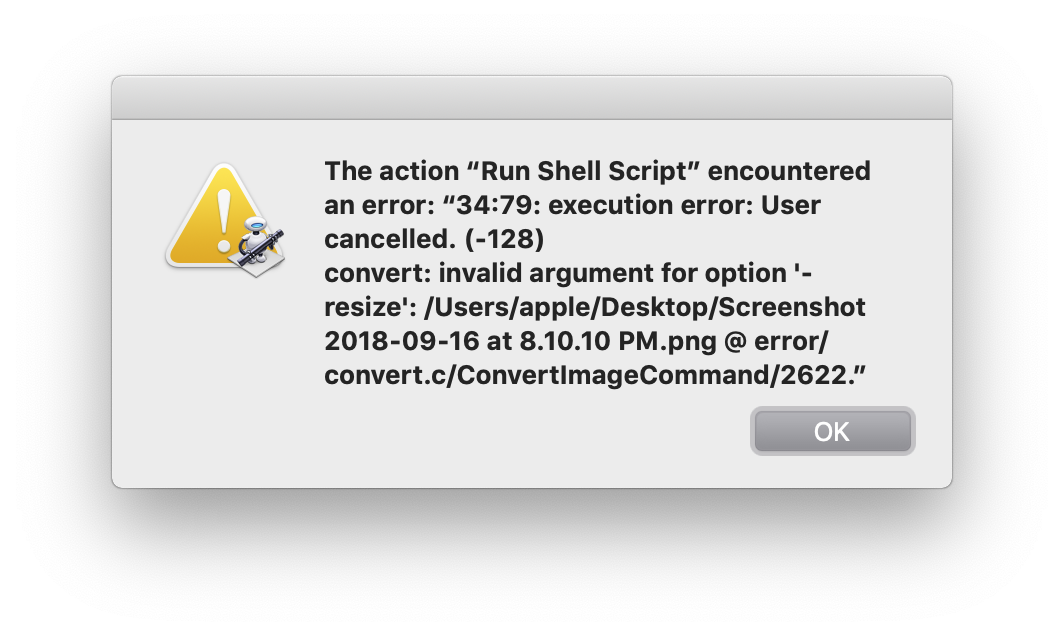 The action “Run Shell Script” encountered
an error: “34:79: execution error: User
cancelled. (-128)
convert: invalid argument for option '-
resize': /Users/apple/Desktop/Screenshot
2018-09-16 at 8.10.10 PM.png @ error/
convert.c/ConvertImageCommand/2622.”
OK